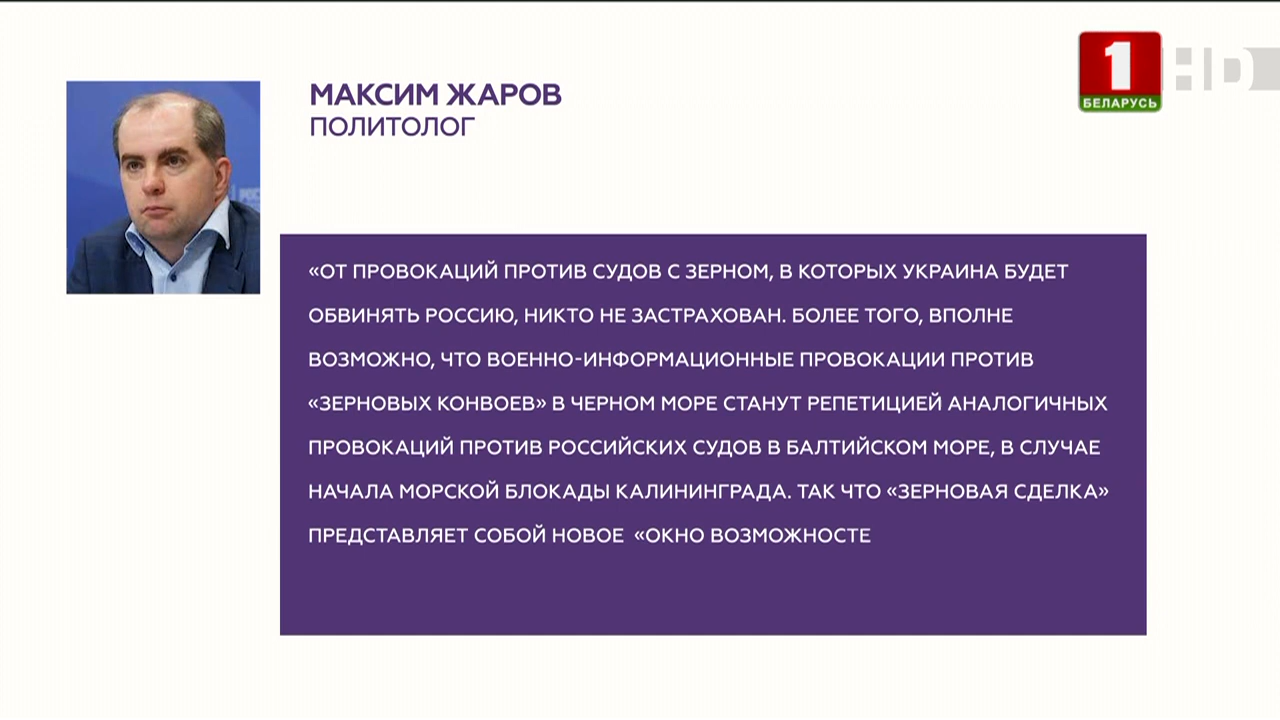 МАКСИМ ЖАРОВ
ПОЛИТОЛОГ
1
HD
БЕЛАРУСЬ
«ОТ ПРОВОКАЦИЙ ПРОТИВ СУДОВ С ЗЕРНОМ, В КОТОРЫХ УКРАИНА БУДЕТ
ОБВИНЯТЬ РОССИЮ, НИКТО НЕ ЗАСТРАХОВАН. БОЛЕЕ ТОГО, ВПОЛНЕ
ВОЗМОЖНО, ЧТО ВОЕННО-ИНФОРМАЦИОННЫЕ ПРОВОКАЦИИ ПРОТИВ
«ЗЕРНОВЫХ КОНВОЕВ» В ЧЕРНОМ МОРЕ СТАНУТ РЕПЕТИЦИЕЙ АНАЛОГИЧНЫХ
ПРОВОКАЦИЙ ПРОТИВ РОССИЙСКИХ СУДОВ В БАЛТИЙСКОМ МОРЕ, В СЛУЧАЕ
НАЧАЛА МОРСКОЙ БЛОКАДЫ КАЛИНИНГРАДА. ТАК ЧТО «ЗЕРНОВАЯ СДЕЛКА»
ПРЕДСТАВЛЯЕТ СОБОЙ НОВОЕ «ОКНО ВОЗМОЖНОСТЕ